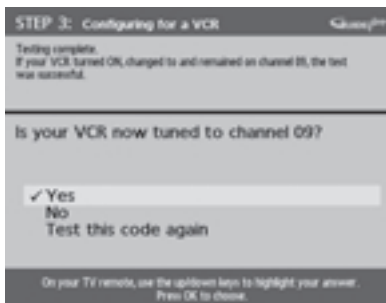 STEP 3: Configuring for a VCR
Testing complete.
If your VCR turned ON, changed to and remained on channel 09, the test
was successful.
Is your VCR now tuned to channel 09?
✓ Yes
No
Test this code again
On your TV remote, use the up/down keys to highlight your answer.
Press OK to choose.